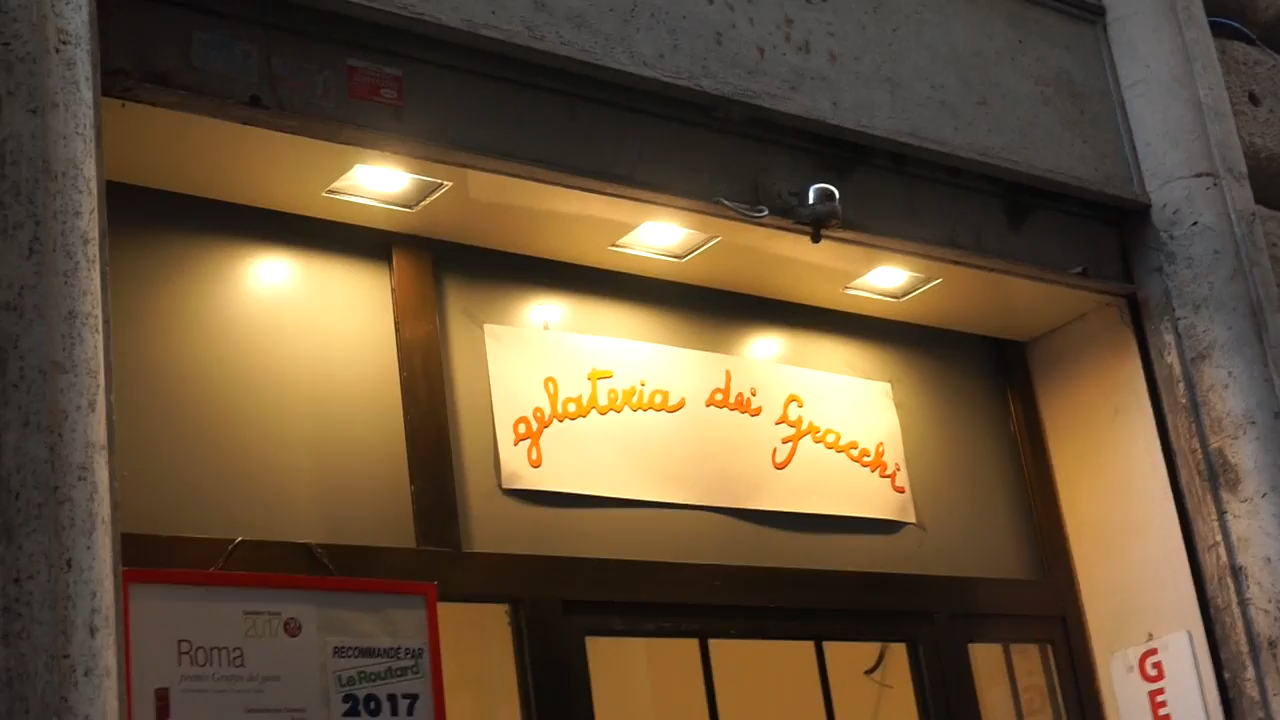 gelateria dei Gracchi
2017
Roma
RECOMMANDÉ PAR
Le Routard
2017
GE